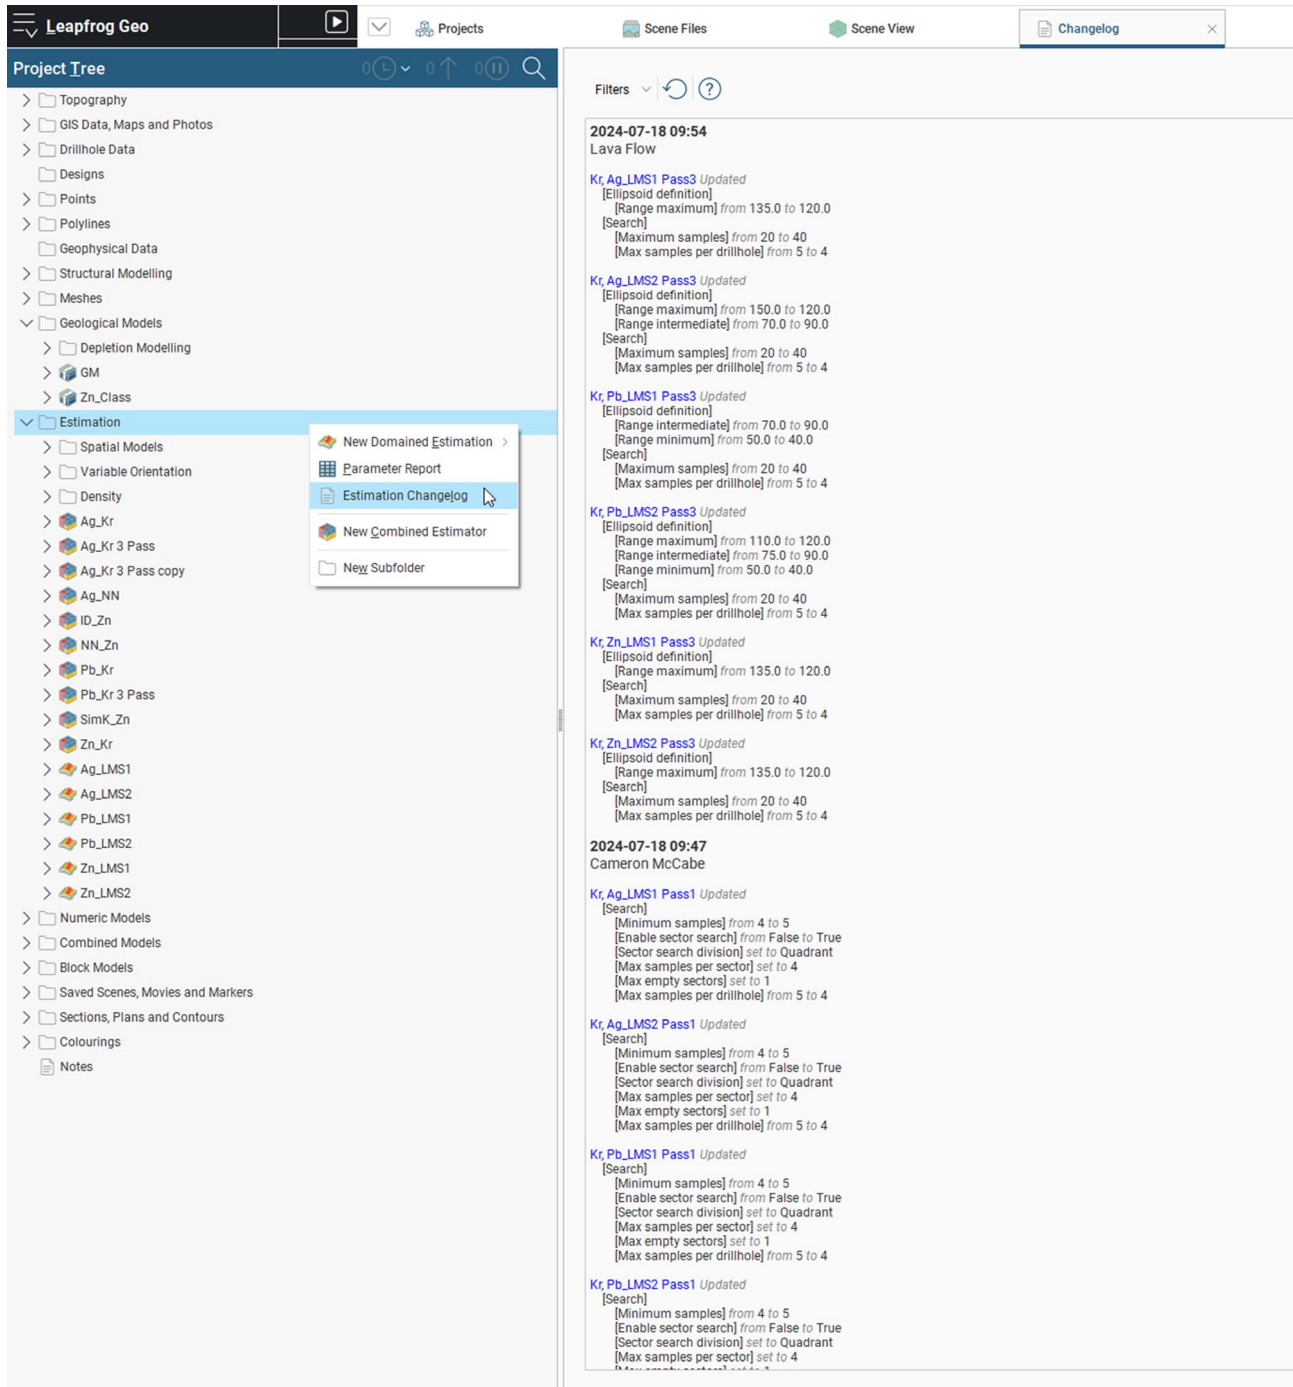 Leapfrog Geo
Projects
Scene Files
Scene View
Changelog
Project Tree
0
0
0
Topography
GIS Data, Maps and Photos
Drillhole Data
Designs
Points
Polylines
Geophysical Data
Structural Modelling
Meshes
Geological Models
Depletion Modelling
GM
Zn_Class
Estimation
Spatial Models
Variable Orientation
Density
Ag_Kr
Ag_Kr 3 Pass
Ag_Kr 3 Pass copy
Ag_NN
ID_Zn
NN_Zn
Pb_Kr
Pb_Kr 3 Pass
SimK_Zn
Zn_Kr
Ag_LMS1
Ag_LMS2
Pb_LMS1
Pb_LMS2
Zn_LMS1
Zn_LMS2
Numeric Models
Combined Models
Block Models
Saved Scenes, Movies and Markers
Sections, Plans and Contours
Colourings
Notes
New Domained Estimation
Parameter Report
Estimation Changelog
New Combined Estimator
New Subfolder
Filters
?
2024-07-18 09:54
Lava Flow
Kr, Ag_LMS1 Pass3 Updated
[Ellipsoid definition]
[Range maximum] from 135.0 to 120.0
[Search]
[Maximum samples] from 20 to 40
[Max samples per drillhole] from 5 to 4
Kr, Ag_LMS2 Pass3 Updated
[Ellipsoid definition]
[Range maximum] from 150.0 to 120.0
[Range intermediate] from 70.0 to 90.0
[Search]
[Maximum samples] from 20 to 40
[Max samples per drillhole] from 5 to 4
Kr, Pb_LMS1 Pass3 Updated
[Ellipsoid definition]
[Range intermediate] from 70.0 to 90.0
[Range minimum] from 50.0 to 40.0
[Search]
[Maximum samples] from 20 to 40
[Max samples per drillhole] from 5 to 4
Kr, Pb_LMS2 Pass3 Updated
[Ellipsoid definition]
[Range maximum] from 110.0 to 120.0
[Range intermediate] from 75.0 to 90.0
[Range minimum] from 50.0 to 40.0
[Search]
[Maximum samples] from 20 to 40
[Max samples per drillhole] from 5 to 4
Kr, Zn_LMS1 Pass3 Updated
[Ellipsoid definition]
[Range maximum] from 135.0 to 120.0
[Search]
[Maximum samples] from 20 to 40
[Max samples per drillhole] from 5 to 4
Kr, Zn_LMS2 Pass3 Updated
[Ellipsoid definition]
[Range maximum] from 135.0 to 120.0
[Search]
[Maximum samples] from 20 to 40
[Max samples per drillhole] from 5 to 4
2024-07-18 09:47
Cameron McCabe
Kr, Ag_LMS1 Pass1 Updated
[Search]
[Minimum samples] from 4 to 5
[Enable sector search] from False to True
[Sector search division] set to Quadrant
[Max samples per sector] set to 4
[Max empty sectors] set to 1
[Max samples per drillhole] from 5 to 4
Kr, Ag_LMS2 Pass1 Updated
[Search]
[Minimum samples] from 4 to 5
[Enable sector search] from False to True
[Sector search division] set to Quadrant
[Max samples per sector] set to 4
[Max empty sectors] set to 1
[Max samples per drillhole] from 5 to 4
Kr, Pb_LMS1 Pass1 Updated
[Search]
[Minimum samples] from 4 to 5
[Enable sector search] from False to True
[Sector search division] set to Quadrant
[Max samples per sector] set to 4
[Max empty sectors] set to 1
[Max samples per drillhole] from 5 to 4
Kr, Pb_LMS2 Pass1 Updated
[Search]
[Minimum samples] from 4 to 5
[Enable sector search] from False to True
[Sector search division] set to Quadrant
[Max samples per sector] set to 4